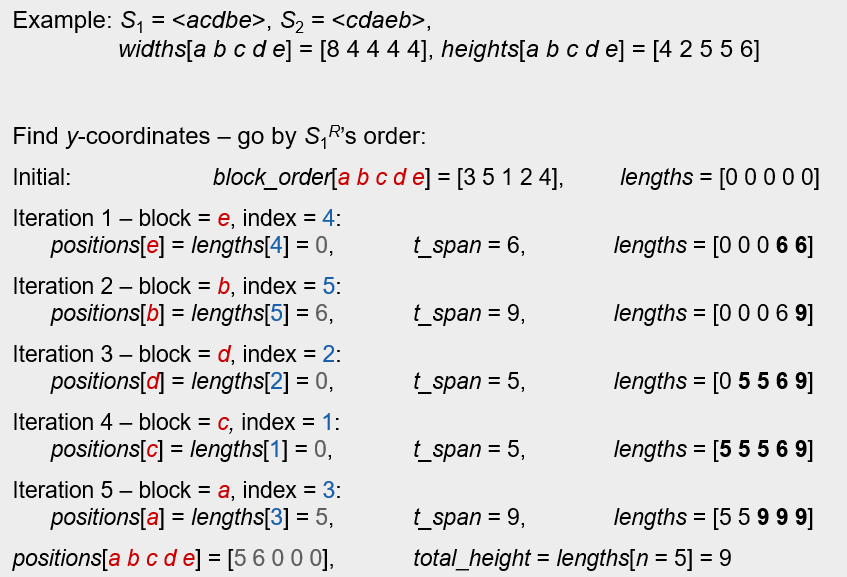 Example: S₁ = <acdbe>, S₂ = <cdaeb>,
widths[a b c d e] = [8 4 4 4 4], heights[a b c d e] = [4 2 5 5 6]
Find y-coordinates – go by S₁ᴿ's order:
Initial: block_order[a b c d e] = [3 5 1 2 4], lengths = [0 0 0 0 0]
Iteration 1 – block = e, index = 4:
positions[e] = lengths[4] = 0, t_span = 6, lengths = [0 0 0 6 6]
Iteration 2 – block = b, index = 5:
positions[b] = lengths[5] = 6, t_span = 9, lengths = [0 0 0 6 9]
Iteration 3 – block = d, index = 2:
positions[d] = lengths[2] = 0, t_span = 5, lengths = [0 5 5 6 9]
Iteration 4 – block = c, index = 1:
positions[c] = lengths[1] = 0, t_span = 5, lengths = [5 5 5 6 9]
Iteration 5 – block = a, index = 3:
positions[a] = lengths[3] = 5, t_span = 9, lengths = [5 5 9 9 9]
positions[a b c d e] = [5 6 0 0 0], total_height = lengths[n = 5] = 9